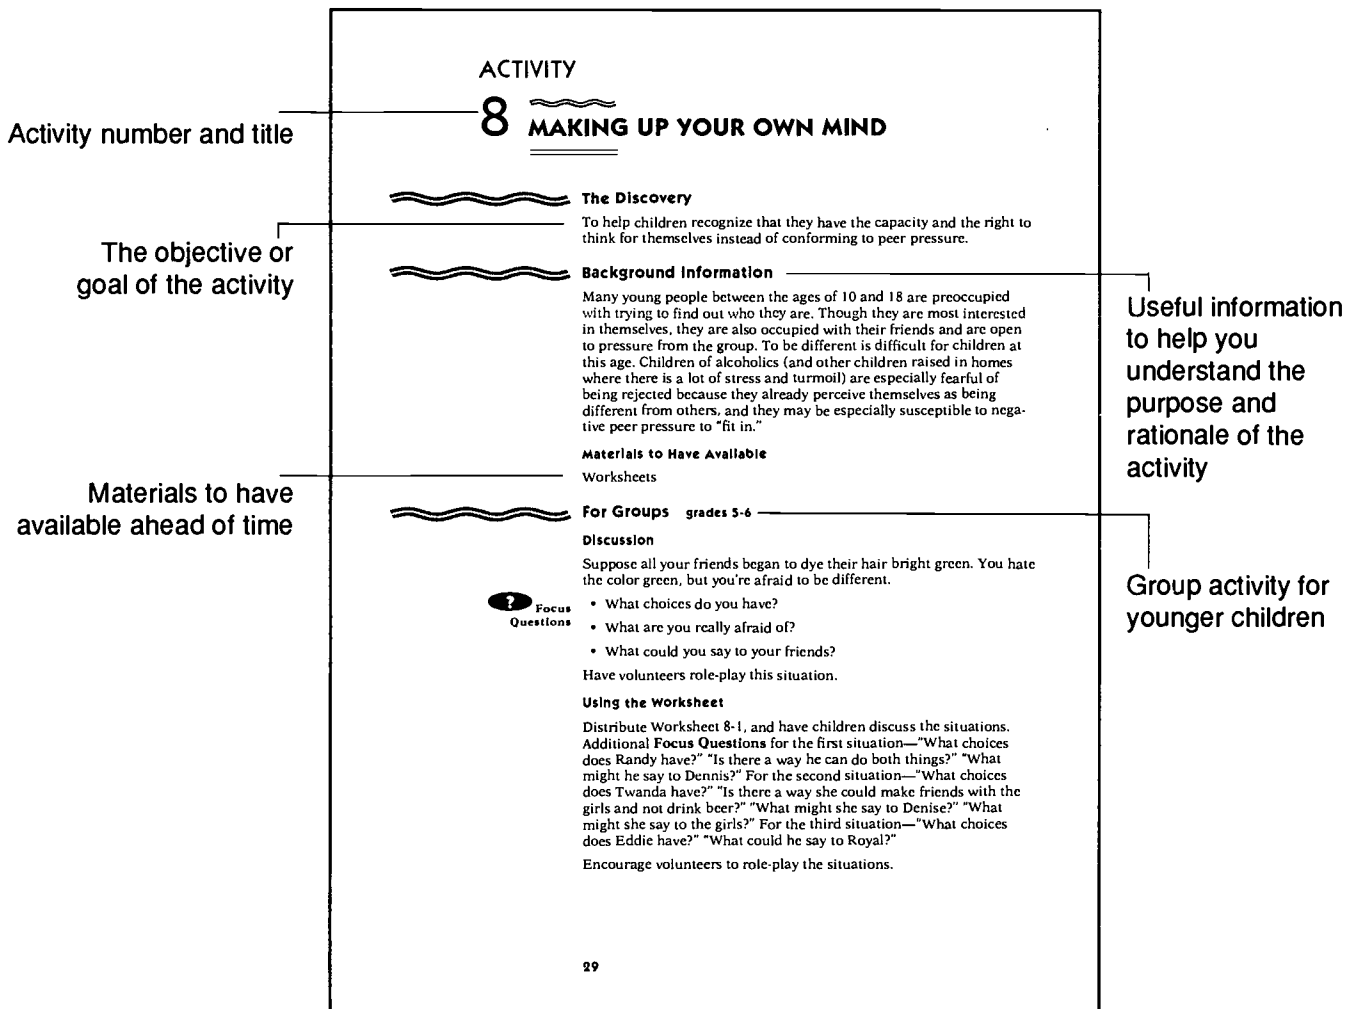 ACTIVITY
8 MAKING UP YOUR OWN MIND
Activity number and title
The Discovery
To help children recognize that they have the capacity and the right to
think for themselves instead of conforming to peer pressure.
The objective or
goal of the activity
Background Information
Many young people between the ages of 10 and 18 are preoccupied
with trying to find out who they are. Though they are most interested
in themselves, they are also occupied with their friends and are open
to pressure from the group. To be different is difficult for children at
this age. Children of alcoholics (and other children raised in homes
where there is a lot of stress and turmoil) are especially fearful of
being rejected because they already perceive themselves as being
different from others, and they may be especially susceptible to nega-
tive peer pressure to "fit in."
Useful information
to help you
understand the
purpose and
rationale of the
activity
Materials to Have Available
Worksheets
Materials to have
available ahead of time
For Groups grades 5-6
Group activity for
younger children
Discussion
Suppose all your friends began to dye their hair bright green. You hate
the color green, but you're afraid to be different.
? Focus
Questions
• What choices do you have?
• What are you really afraid of?
• What could you say to your friends?
Have volunteers role-play this situation.
Using the Worksheet
Distribute Worksheet 8-1, and have children discuss the situations.
Additional Focus Questions for the first situation—"What choices
does Randy have?" "Is there a way he can do both things?" "What
might he say to Dennis?" For the second situation—"What choices
does Twanda have?" "Is there a way she could make friends with the
girls and not drink beer?" "What might she say to Denise?" "What
might she say to the girls?" For the third situation—"What choices
does Eddie have?" "What could he say to Royal?"
Encourage volunteers to role-play the situations.
29